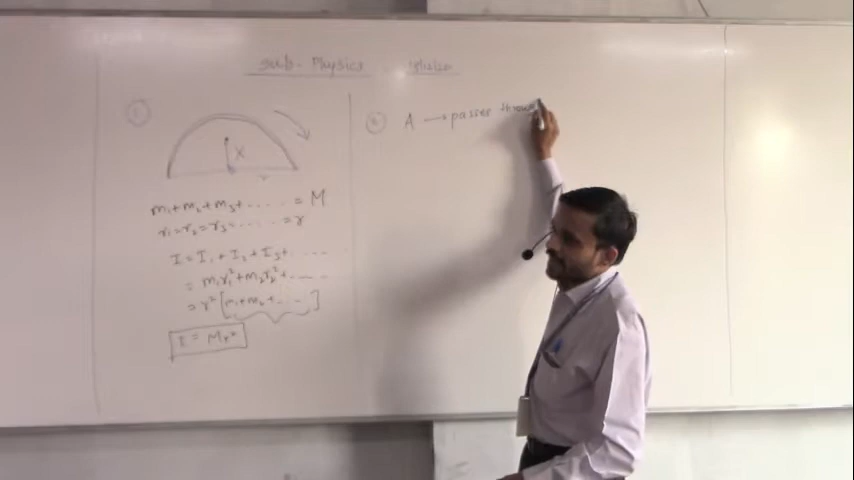 Sub - Physics
①
X
r
m₁+m₂+m₃+ ...... = M
r₁=r₂=r₃= ...... = r
I = I₁ + I₂ + I₃ + ....
= m₁r₁²+m₂r₂²+ ....
= r² [m₁+m₂+ ....]
I = Mr²
A → passes through